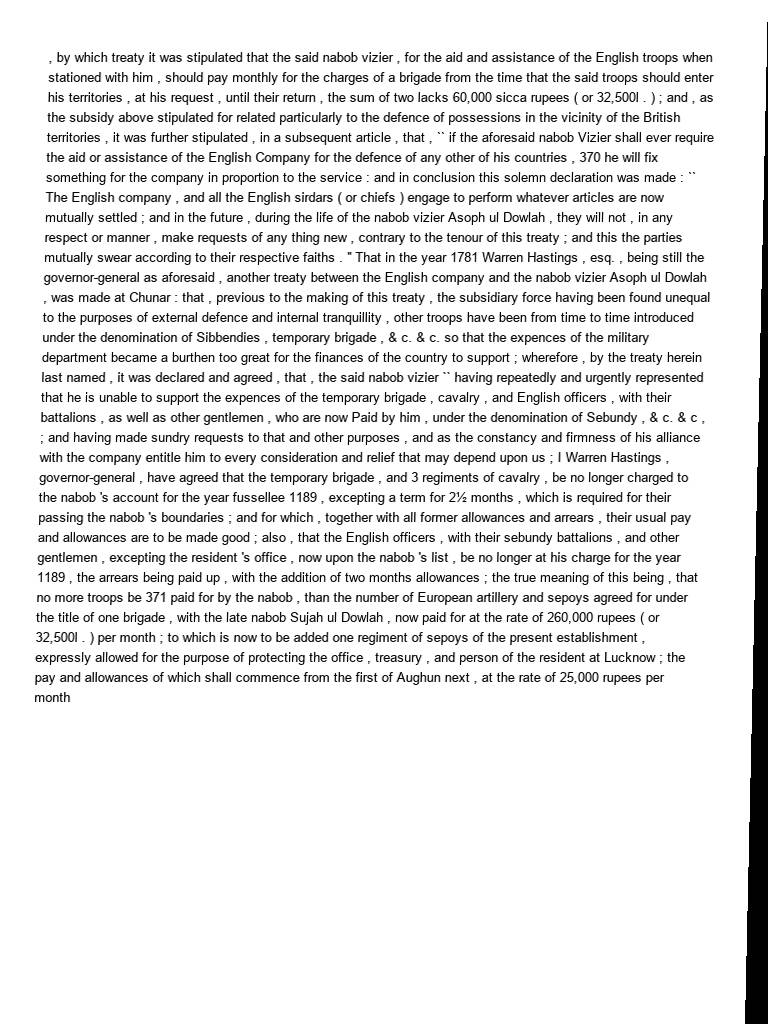 , by which treaty it was stipulated that the said nabob vizier , for the aid and assistance of the English troops when
stationed with him , should pay monthly for the charges of a brigade from the time that the said troops should enter
his territories , at his request , until their return , the sum of two lacks 60,000 sicca rupees ( or 32,500l . ) ; and , as
the subsidy above stipulated for related particularly to the defence of possessions in the vicinity of the British
territories , it was further stipulated , in a subsequent article , that , `` if the aforesaid nabob Vizier shall ever require
the aid or assistance of the English Company for the defence of any other of his countries , 370 he will fix
something for the company in proportion to the service : and in conclusion this solemn declaration was made : ``
The English company , and all the English sirdars ( or chiefs ) engage to perform whatever articles are now
mutually settled ; and in the future , during the life of the nabob vizier Asoph ul Dowlah , they will not , in any
respect or manner , make requests of any thing new , contrary to the tenour of this treaty ; and this the parties
mutually swear according to their respective faiths . " That in the year 1781 Warren Hastings , esq. , being still the
governor-general as aforesaid , another treaty between the English company and the nabob vizier Asoph ul Dowlah
, was made at Chunar : that , previous to the making of this treaty , the subsidiary force having been found unequal
to the purposes of external defence and internal tranquillity , other troops have been from time to time introduced
under the denomination of Sibbendies , temporary brigade , & c. & c. so that the expences of the military
department became a burthen too great for the finances of the country to support ; wherefore , by the treaty herein
last named , it was declared and agreed , that , the said nabob vizier `` having repeatedly and urgently represented
that he is unable to support the expences of the temporary brigade , cavalry , and English officers , with their
battalions , as well as other gentlemen , who are now Paid by him , under the denomination of Sebundy , & c. & c ,
; and having made sundry requests to that and other purposes , and as the constancy and firmness of his alliance
with the company entitle him to every consideration and relief that may depend upon us ; I Warren Hastings ,
governor-general , have agreed that the temporary brigade , and 3 regiments of cavalry , be no longer charged to
the nabob 's account for the year fussellee 1189 , excepting a term for 2½ months , which is required for their
passing the nabob 's boundaries ; and for which , together with all former allowances and arrears , their usual pay
and allowances are to be made good ; also , that the English officers , with their sebundy battalions , and other
gentlemen , excepting the resident 's office , now upon the nabob 's list , be no longer at his charge for the year
1189 , the arrears being paid up , with the addition of two months allowances ; the true meaning of this being , that
no more troops be 371 paid for by the nabob , than the number of European artillery and sepoys agreed for under
the title of one brigade , with the late nabob Sujah ul Dowlah , now paid for at the rate of 260,000 rupees ( or
32,500l . ) per month ; to which is now to be added one regiment of sepoys of the present establishment ,
expressly allowed for the purpose of protecting the office , treasury , and person of the resident at Lucknow ; the
pay and allowances of which shall commence from the first of Aughun next , at the rate of 25,000 rupees per
month